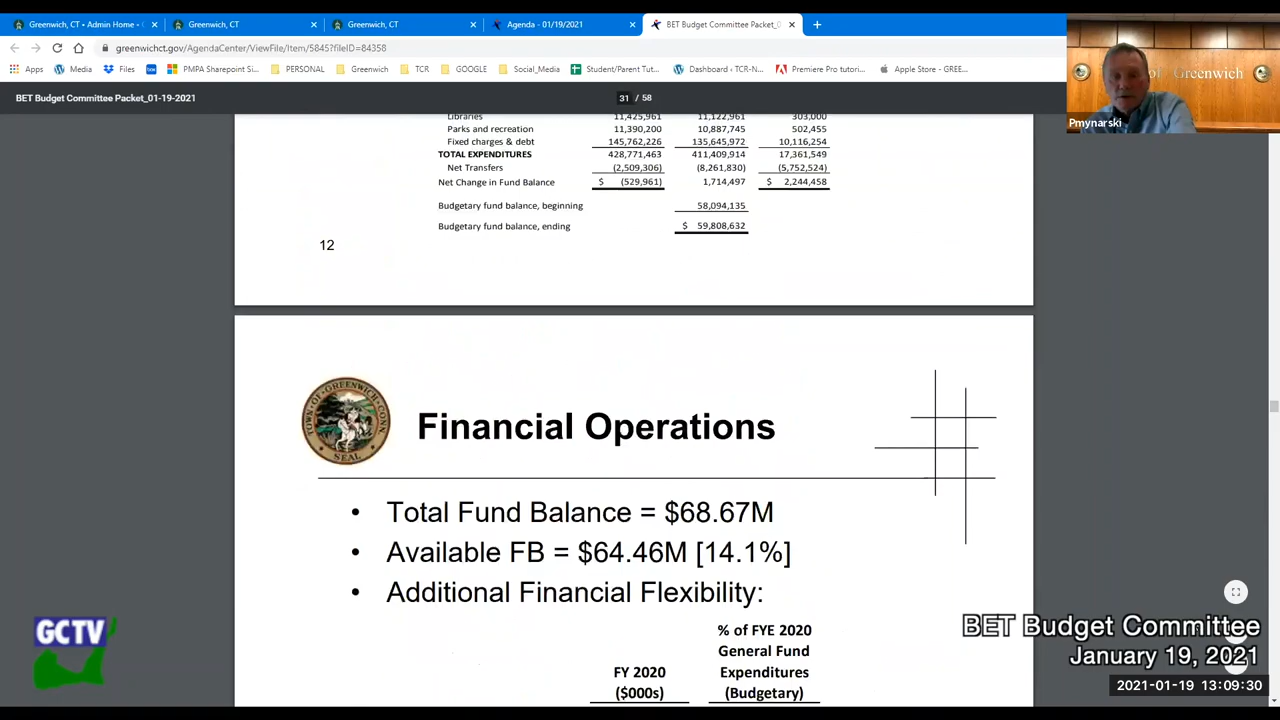 Greenwich, CT • Admin Home •
Greenwich, CT
Greenwich, CT
Agenda - 01/19/2021
BET Budget Committee Packet_0
greenwichct.gov/AgendaCenter/ViewFile/Item/5845?fileID=84358
Apps
Media
Files
PMPA Sharepoint Si...
PERSONAL
Greenwich
TCR
GOOGLE
Social_Media
Student/Parent Tut...
Dashboard ‹ TCR-N...
Premiere Pro tutori...
Apple Store - GREE...
of Greenwich
Pmynarski
BET Budget Committee Packet_01-19-2021
31 / 58
Libraries 11,425,961 11,122,961 303,000
Parks and recreation 11,390,200 10,887,745 502,455
Fixed charges & debt 145,762,226 135,645,972 10,116,254
TOTAL EXPENDITURES 428,771,463 411,409,914 17,361,549
Net Transfers (2,509,306) (8,261,830) (5,752,524)
Net Change in Fund Balance $ (529,961) 1,714,497 $ 2,244,458
Budgetary fund balance, beginning 58,094,135
Budgetary fund balance, ending $ 59,808,632
12
TOWN OF GREENWICH CONN.
SEAL
Financial Operations
• Total Fund Balance = $68.67M
• Available FB = $64.46M [14.1%]
• Additional Financial Flexibility:
% of FYE 2020
General Fund
FY 2020 Expenditures
($000s) (Budgetary)
GCTV
BET Budget Committee
January 19, 2021
2021-01-19 13:09:30